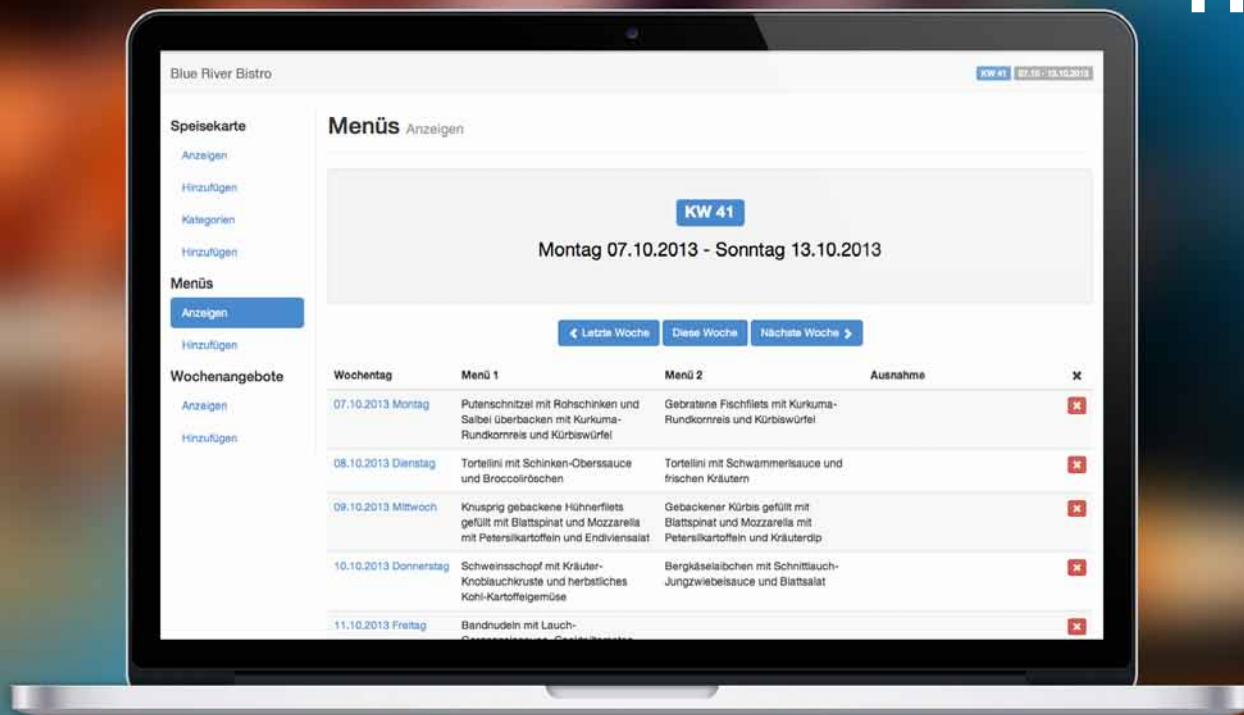 Blue River Bistro
KW 41 07.10 - 13.10.2013
Speisekarte
Anzeigen
Hinzufügen
Kategorien
Hinzufügen
Menüs
Anzeigen
Hinzufügen
Wochenangebote
Anzeigen
Hinzufügen
Menüs Anzeigen
KW 41
Montag 07.10.2013 - Sonntag 13.10.2013
Letzte Woche Diese Woche Nächste Woche
Wochentag Menü 1 Menü 2 Ausnahme
07.10.2013 Montag Putenschnitzel mit Rohschinken und Gebratene Fischfilets mit Kurkuma-
Salbei überbacken mit Kurkuma- Rundkornreis und Kürbiswürfel
Rundkornreis und Kürbiswürfel
08.10.2013 Dienstag Tortellini mit Schinken-Oberssauce Tortellini mit Schwammerlsauce und
und Broccoliröschen frischen Kräutern
09.10.2013 Mittwoch Knusprig gebackene Hühnerfilets Gebackener Kürbis gefüllt mit
gefüllt mit Blattspinat und Mozzarella Blattspinat und Mozzarella mit
mit Petersilkartoffeln und Endiviensalat Petersilkartoffeln und Kräuterdip
10.10.2013 Donnerstag Schweinsschopf mit Kräuter- Bergkäselaibchen mit Schnittlauch-
Knoblauchkruste und herbstliches Jungzwiebelsauce und Blattsalat
Kohl-Kartoffelgemüse
11.10.2013 Freitag Bandnudeln mit Lauch-